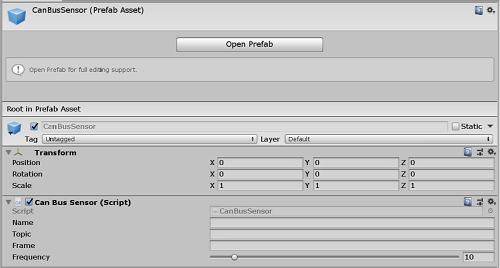 CanBusSensor (Prefab Asset)
Open Prefab
Open Prefab for full editing support.
Root in Prefab Asset
CanBusSensor Static
Tag Untagged Layer Default
Transform
Position X 0 Y 0 Z 0
Rotation X 0 Y 0 Z 0
Scale X 1 Y 1 Z 1
Can Bus Sensor (Script)
Script CanBusSensor
Name
Topic
Frame
Frequency 10